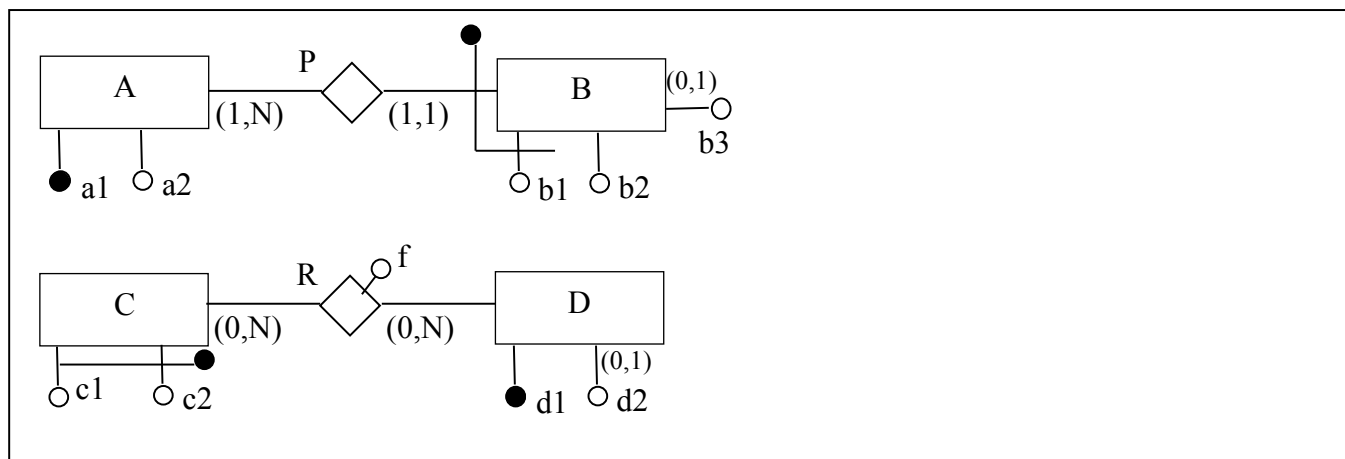 P
A
B
(0,1)
(1,N)
(1,1)
b3
a1
a2
b1
b2
R
f
C
D
(0,N)
(0,N)
(0,1)
c1
c2
d1
d2